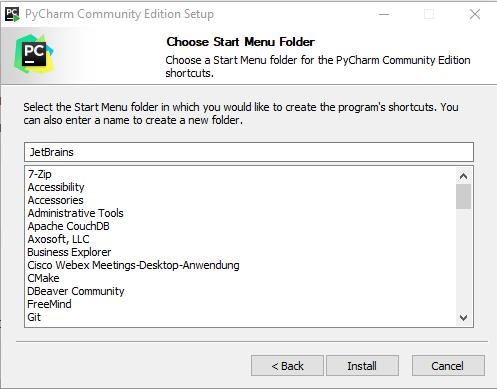 PC PyCharm Community Edition Setup
PC
Choose Start Menu Folder
Choose a Start Menu folder for the PyCharm Community Edition
shortcuts.
Select the Start Menu folder in which you would like to create the program's shortcuts. You
can also enter a name to create a new folder.
JetBrains
7-Zip
Accessibility
Accessories
Administrative Tools
Apache CouchDB
Axosoft, LLC
Business Explorer
Cisco Webex Meetings-Desktop-Anwendung
CMake
DBeaver Community
FreeMind
Git
< Back Install Cancel